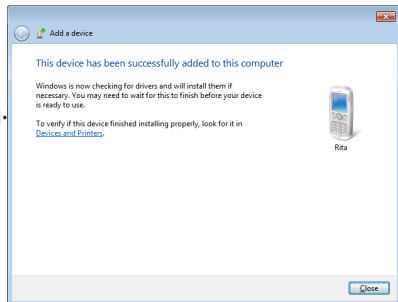 Add a device
This device has been successfully added to this computer
Windows is now checking for drivers and will install them if
necessary. You may need to wait for this to finish before your device
is ready to use.
To verify if this device finished installing properly, look for it in
Devices and Printers.
Rita
Close